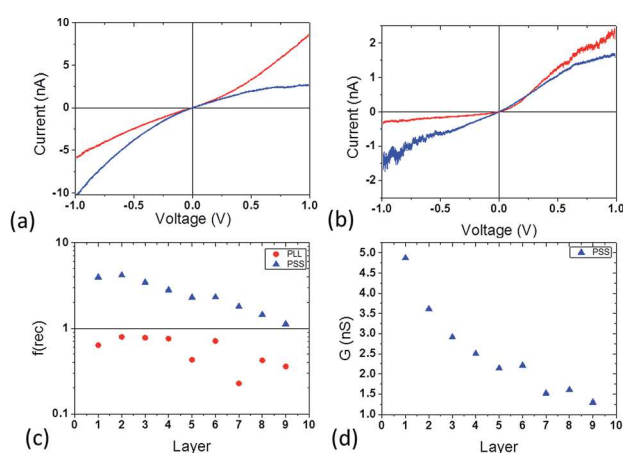 10
5
0
-5
-10
Current (nA)
-1.0 -0.5 0.0 0.5 1.0
Voltage (V)
(a)
2
1
0
-1
-2
Current (nA)
-1.0 -0.5 0.0 0.5 1.0
Voltage (V)
(b)
PLL
PSS
10
1
0.1
f(rec)
0 1 2 3 4 5 6 7 8 9 10
Layer
(c)
PSS
5.0
4.5
4.0
3.5
3.0
2.5
2.0
1.5
1.0
G (nS)
0 1 2 3 4 5 6 7 8 9 10
Layer
(d)